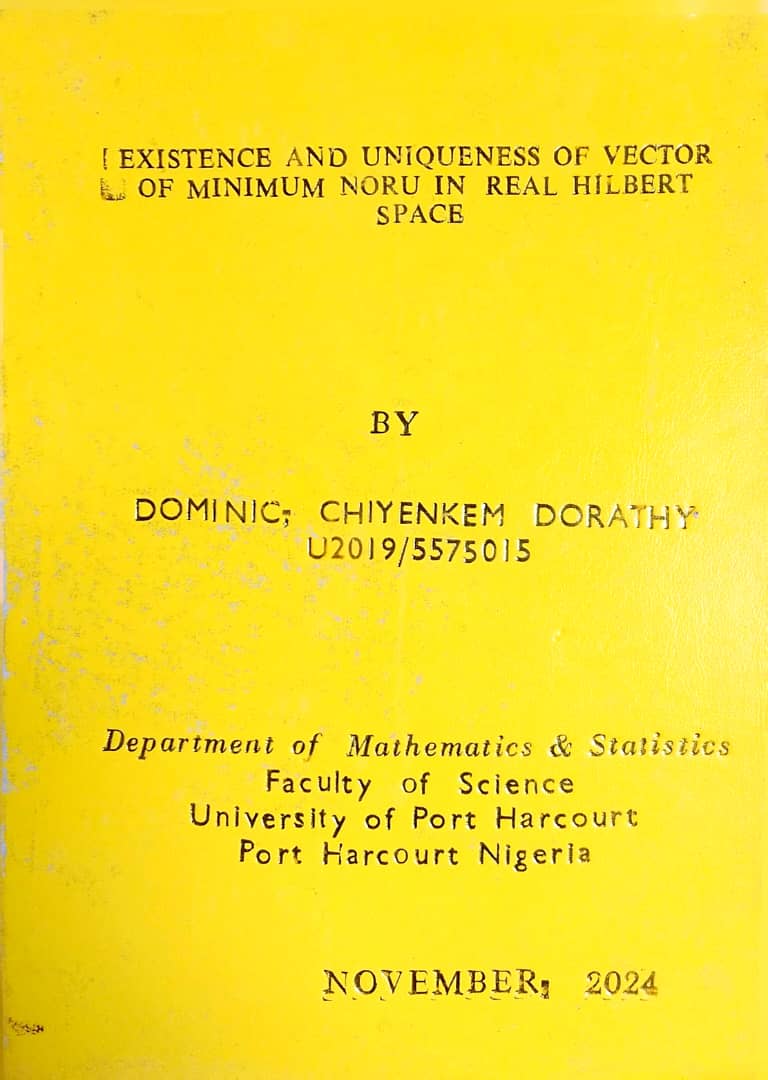 EXISTENCE AND UNIQUENESS OF VECTOR
OF MINIMUM NORU IN REAL HILBERT
SPACE
BY
DOMINIC, CHIYENKEM DORATHY
U2019/5575015
Department of Mathematics & Statistics
Faculty of Science
University of Port Harcourt
Port Harcourt Nigeria
NOVEMBER, 2024